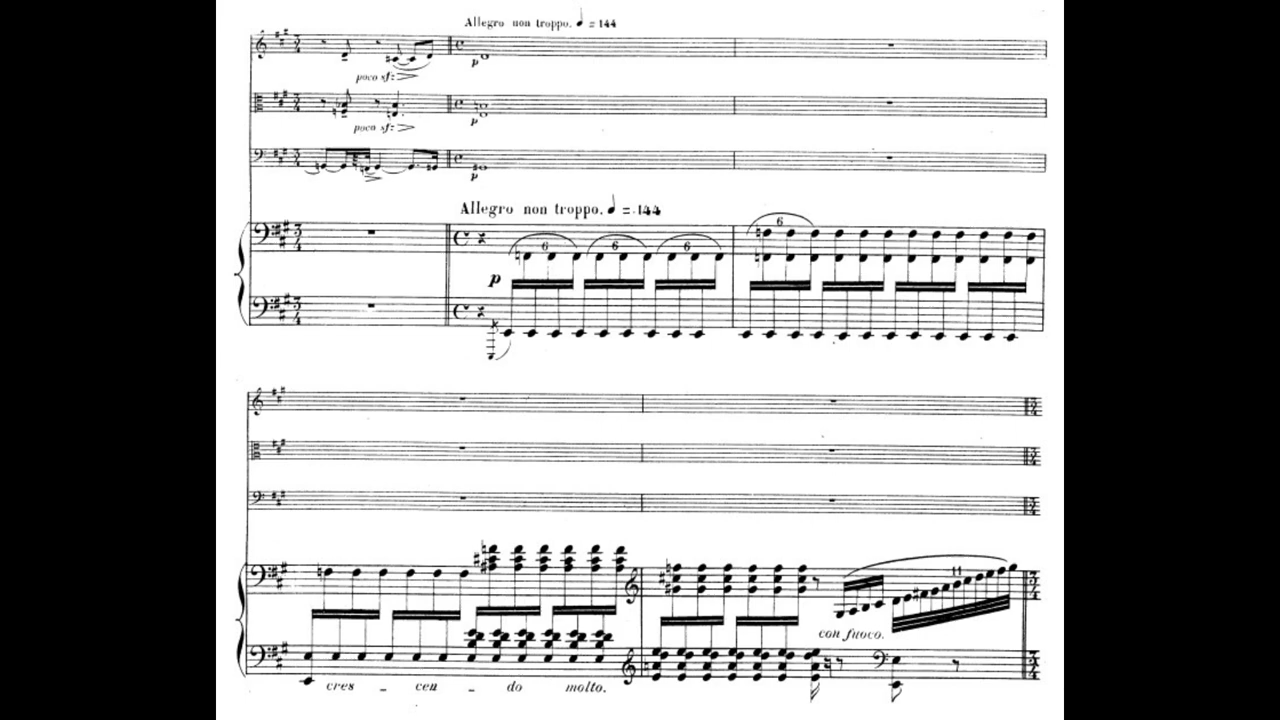 Allegro non troppo. ♩ = 144
poco sf
p
poco sf
p
p
Allegro non troppo. ♩ = 144
6 6 6 6
p
11
con fuoco.
cres - cen - do molto.